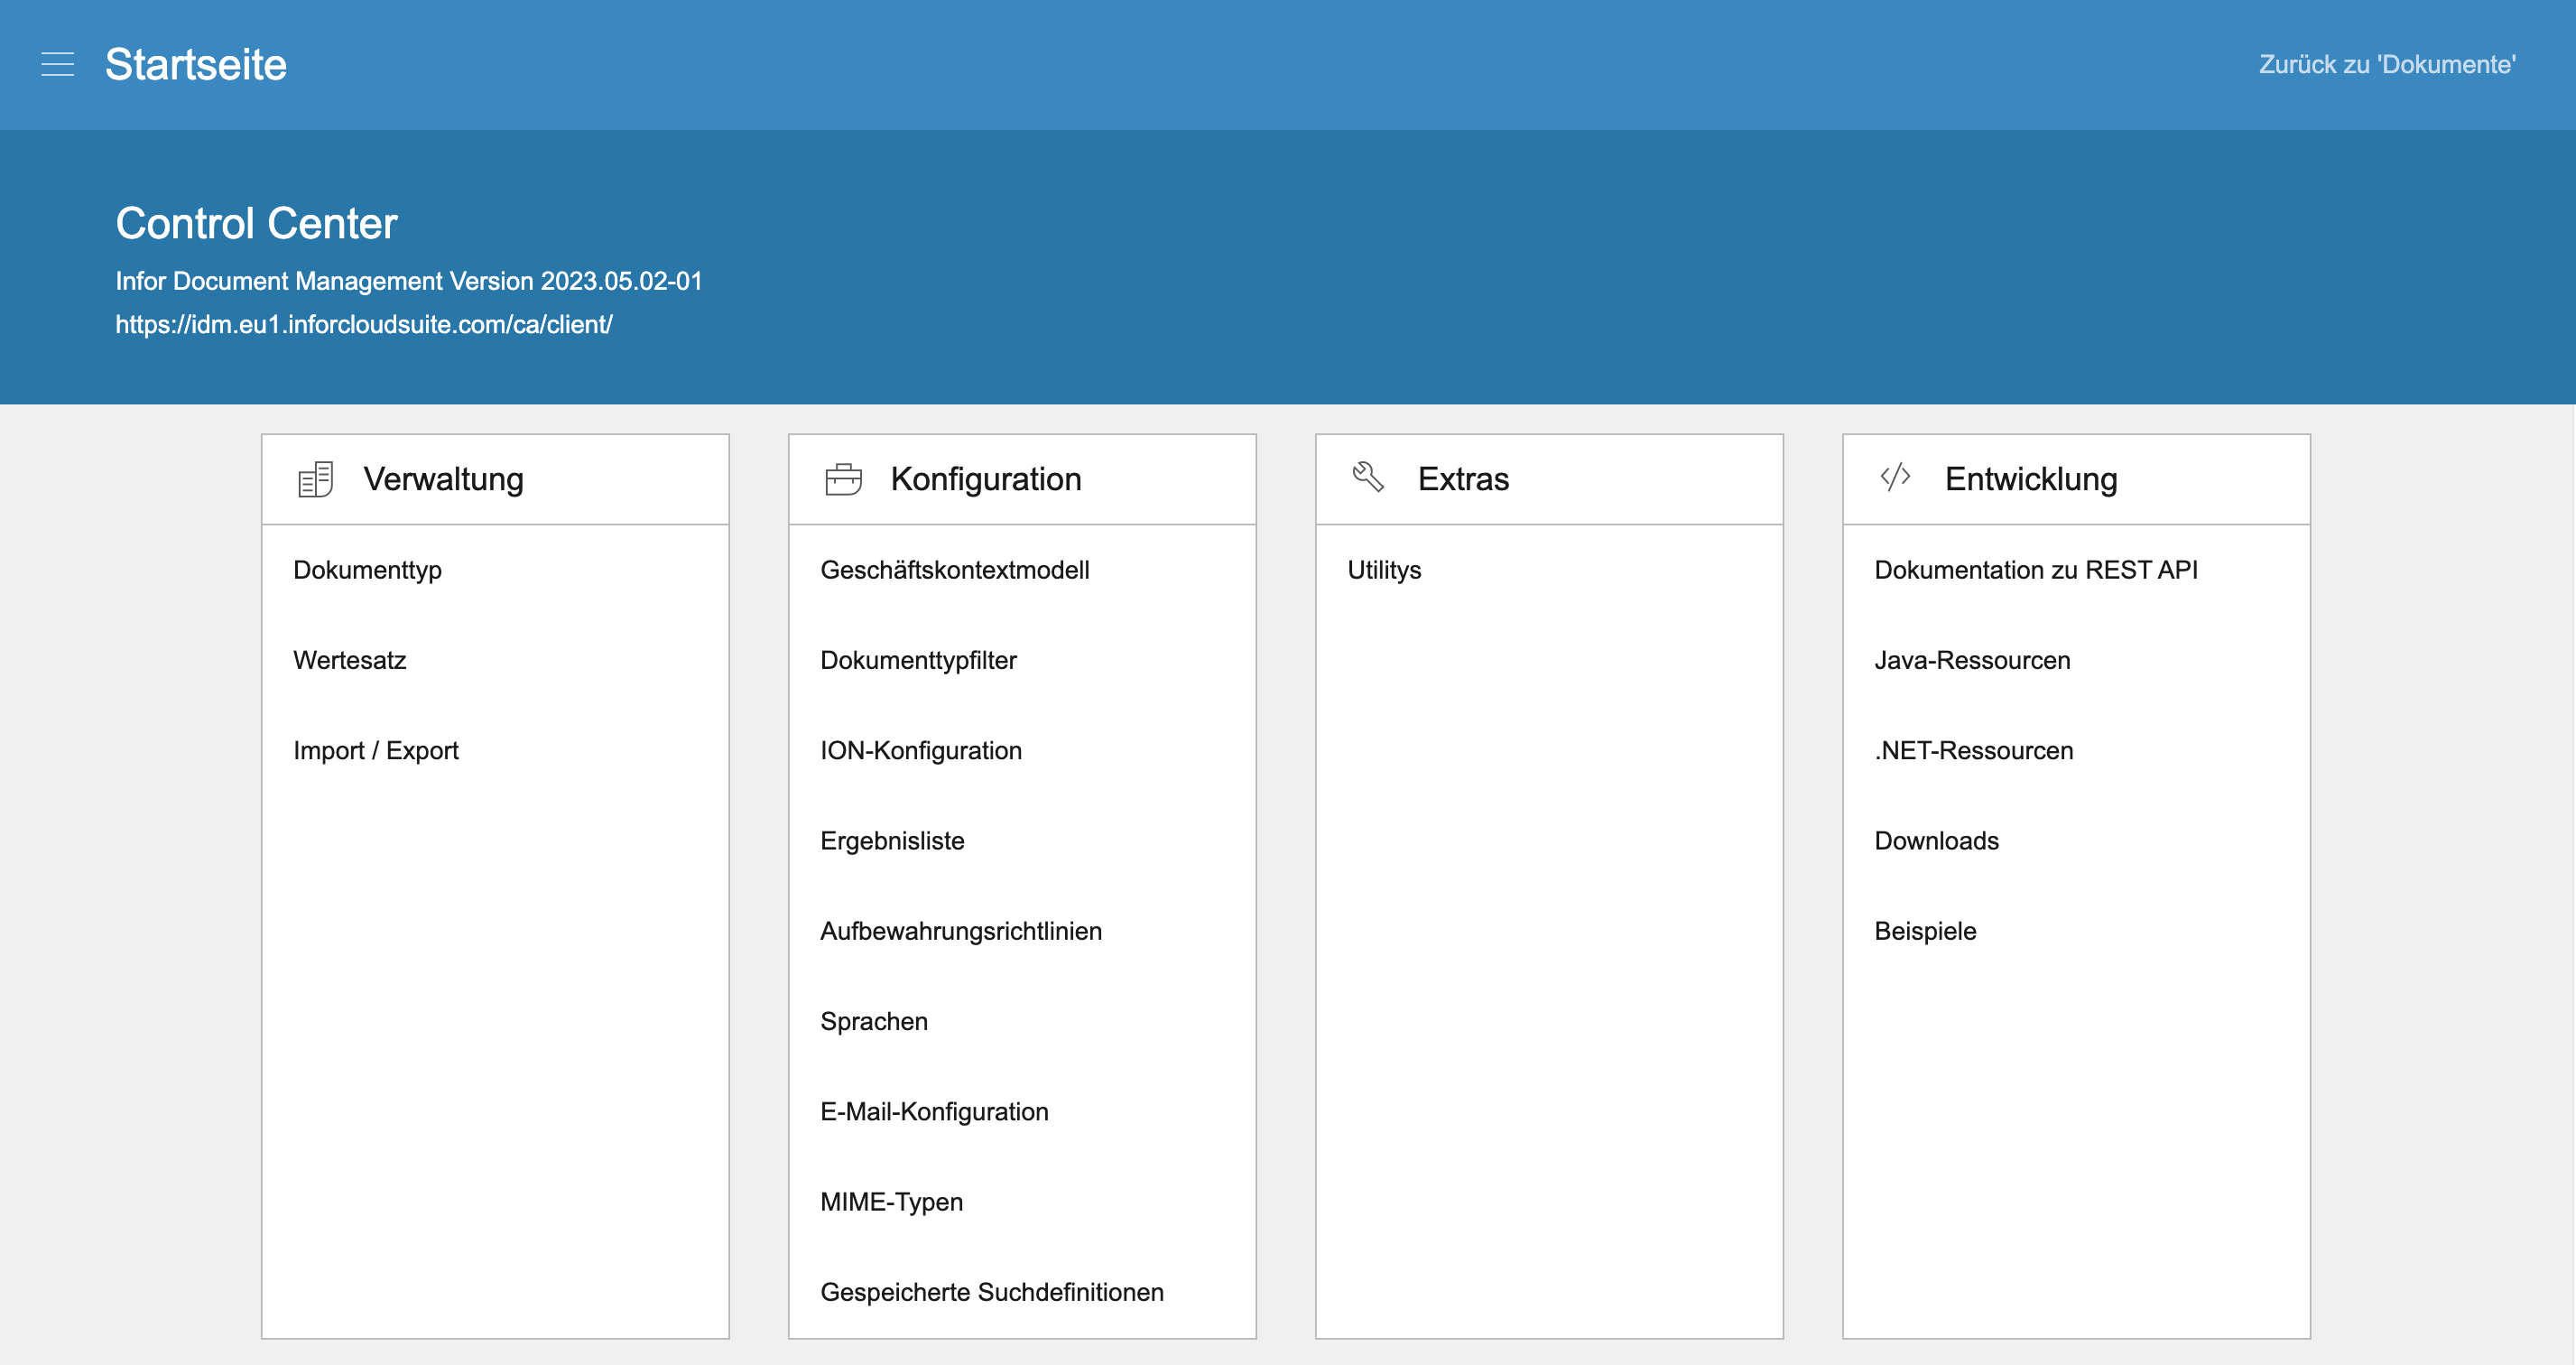 Startseite
Zurück zu 'Dokumente'
Control Center
Infor Document Management Version 2023.05.02-01
https://idm.eu1.inforcloudsuite.com/ca/client/
Verwaltung
Dokumenttyp
Wertesatz
Import / Export
Konfiguration
Geschäftskontextmodell
Dokumenttypfilter
ION-Konfiguration
Ergebnisliste
Aufbewahrungsrichtlinien
Sprachen
E-Mail-Konfiguration
MIME-Typen
Gespeicherte Suchdefinitionen
Extras
Utilitys
Entwicklung
Dokumentation zu REST API
Java-Ressourcen
.NET-Ressourcen
Downloads
Beispiele